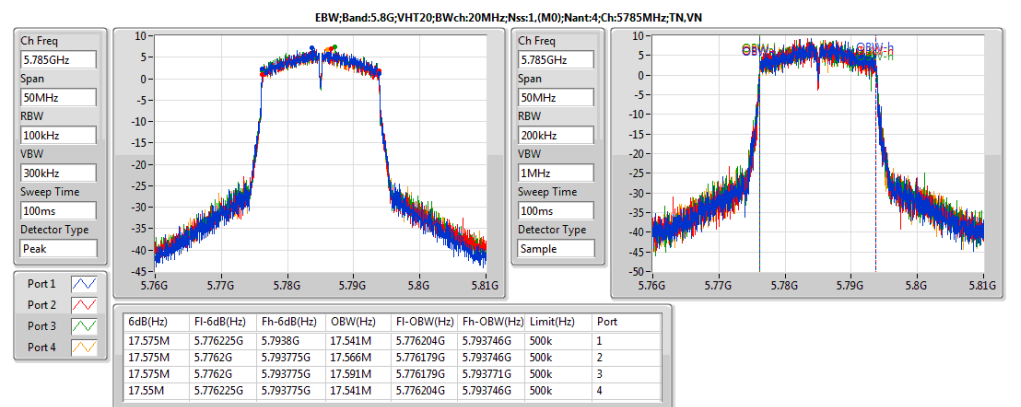 EBW;Band:5.8G;VHT20;BWch:20MHz;Nss:1,(M0);Nant:4;Ch:5785MHz;TN,VN
Ch Freq
5.785GHz
Span
50MHz
RBW
100kHz
VBW
300kHz
Sweep Time
100ms
Detector Type
Peak
10
5
0
-5
-10
-15
-20
-25
-30
-35
-40
-45
5.76G 5.77G 5.78G 5.79G 5.8G 5.81G
Ch Freq
5.785GHz
Span
50MHz
RBW
200kHz
VBW
1MHz
Sweep Time
100ms
Detector Type
Sample
10
5
0
-5
-10
-15
-20
-25
-30
-35
-40
-45
-50
OBW-h
5.76G 5.77G 5.78G 5.79G 5.8G 5.81G
Port 1
Port 2
Port 3
Port 4
6dB(Hz) Fl-6dB(Hz) Fh-6dB(Hz) OBW(Hz) Fl-OBW(Hz) Fh-OBW(Hz) Limit(Hz) Port
17.575M 5.776225G 5.7938G 17.541M 5.776204G 5.793746G 500k 1
17.575M 5.7762G 5.793775G 17.566M 5.776179G 5.793746G 500k 2
17.575M 5.7762G 5.793775G 17.591M 5.776179G 5.793771G 500k 3
17.55M 5.776225G 5.793775G 17.541M 5.776204G 5.793746G 500k 4